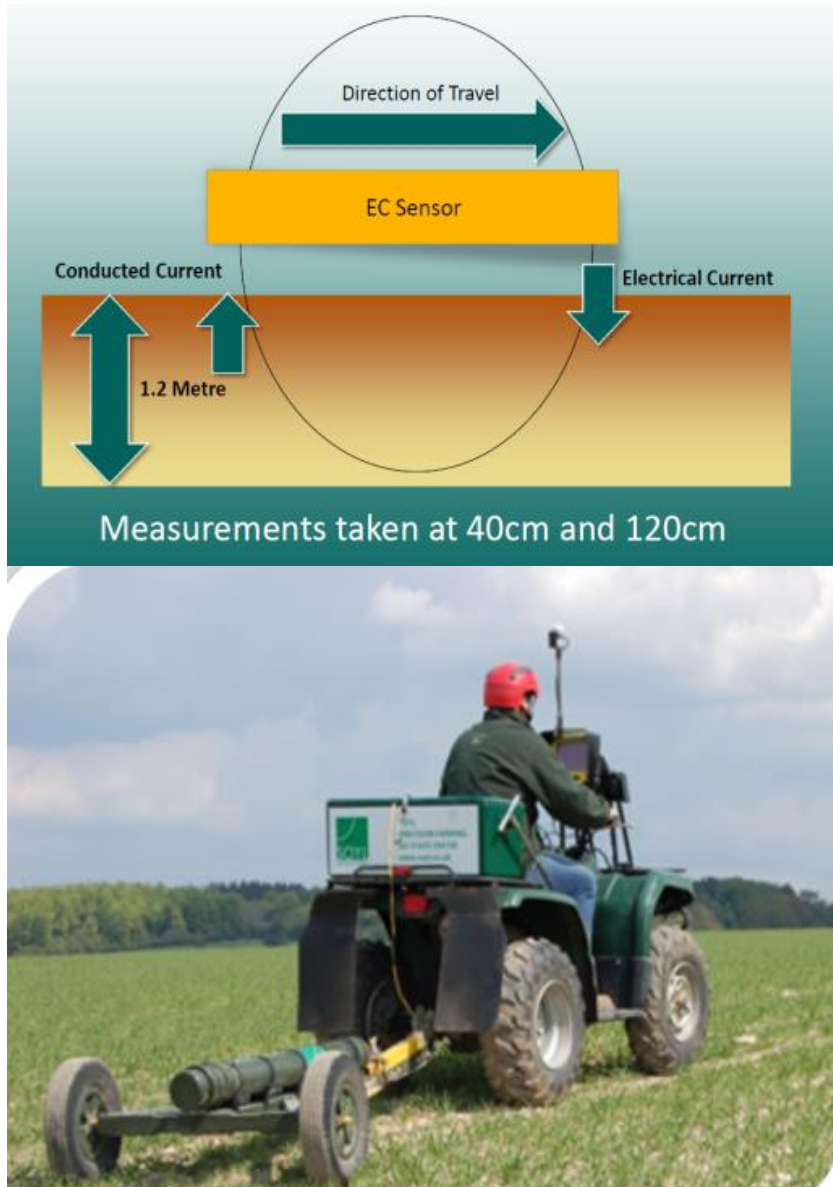 Direction of Travel
EC Sensor
Conducted Current
Electrical Current
1.2 Metre
Measurements taken at 40cm and 120cm
SOYL
PRECISION FARMING